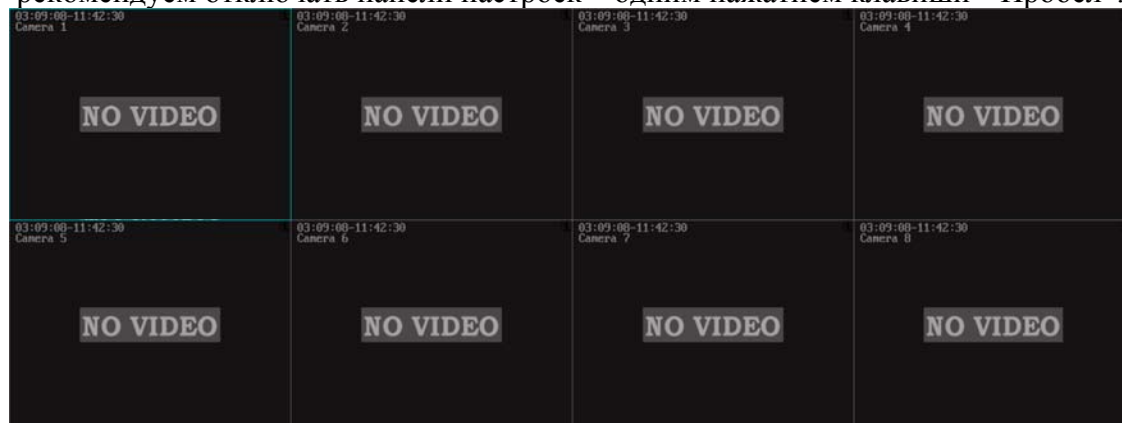 рекомендуем отключать панели настроек – одним нажатием клавиши "Пробел".
03:09:08-11:42:30
Camera 1
NO VIDEO
03:09:08-11:42:30
Camera 2
NO VIDEO
03:09:08-11:42:30
Camera 3
NO VIDEO
03:09:08-11:42:30
Camera 4
NO VIDEO
03:09:08-11:42:30
Camera 5
NO VIDEO
03:09:08-11:42:30
Camera 6
NO VIDEO
03:09:08-11:42:30
Camera 7
NO VIDEO
03:09:08-11:42:30
Camera 8
NO VIDEO